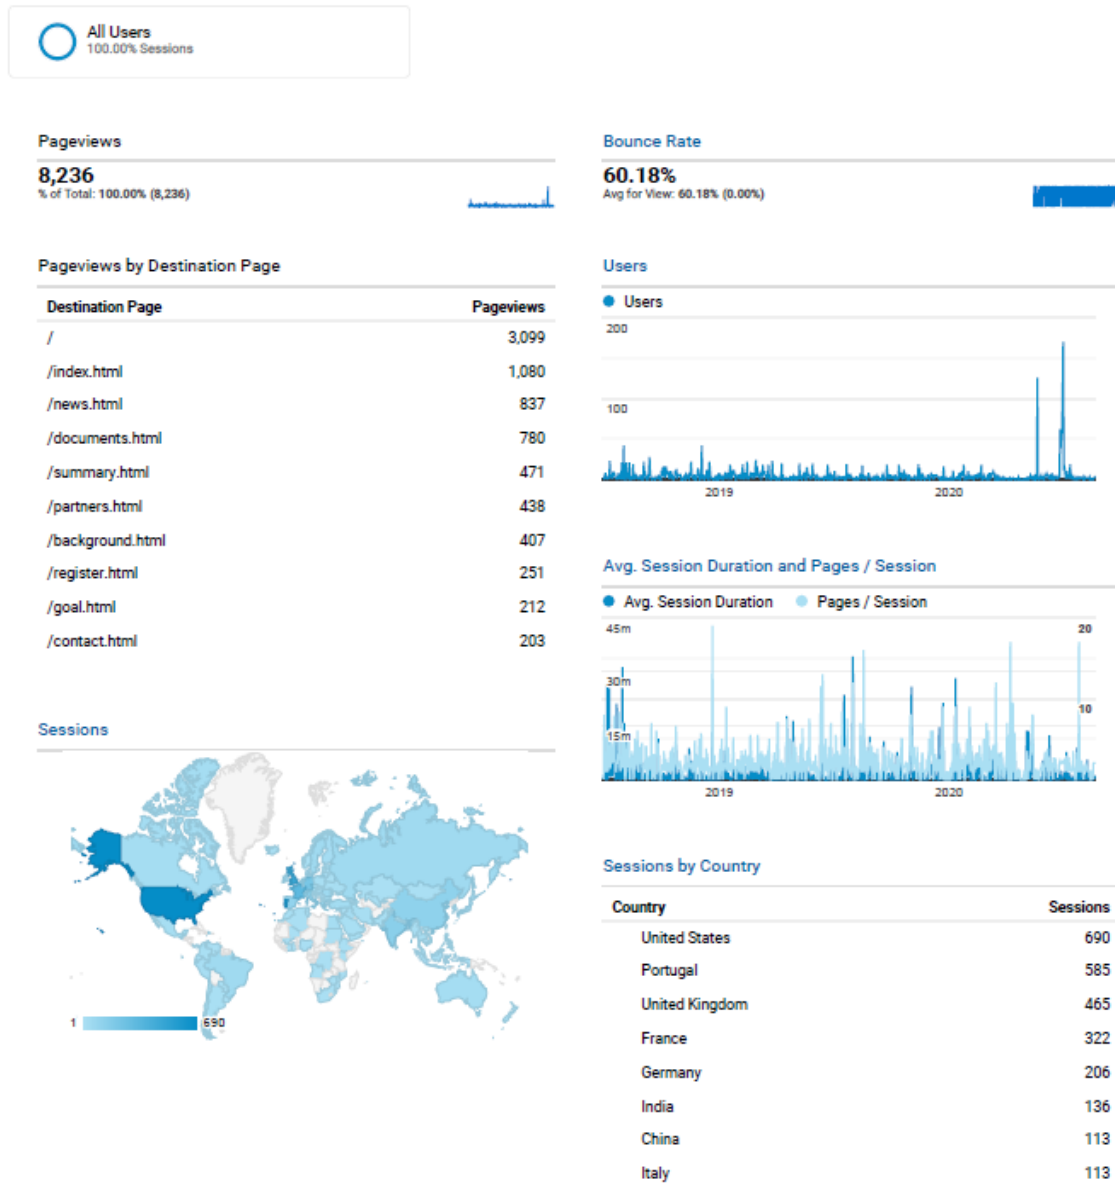 All Users
100.00% Sessions
Pageviews
8,236
% of Total: 100.00% (8,236)
Pageviews by Destination Page
Destination Page Pageviews
/ 3,099
/index.html 1,080
/news.html 837
/documents.html 780
/summary.html 471
/partners.html 438
/background.html 407
/register.html 251
/goal.html 212
/contact.html 203
Sessions
1 690
Bounce Rate
60.18%
Avg for View: 60.18% (0.00%)
Users
Users
200
100
2019 2020
Avg. Session Duration and Pages / Session
Avg. Session Duration Pages / Session
45m 20
30m
10
15m
2019 2020
Sessions by Country
Country Sessions
United States 690
Portugal 585
United Kingdom 465
France 322
Germany 206
India 136
China 113
Italy 113